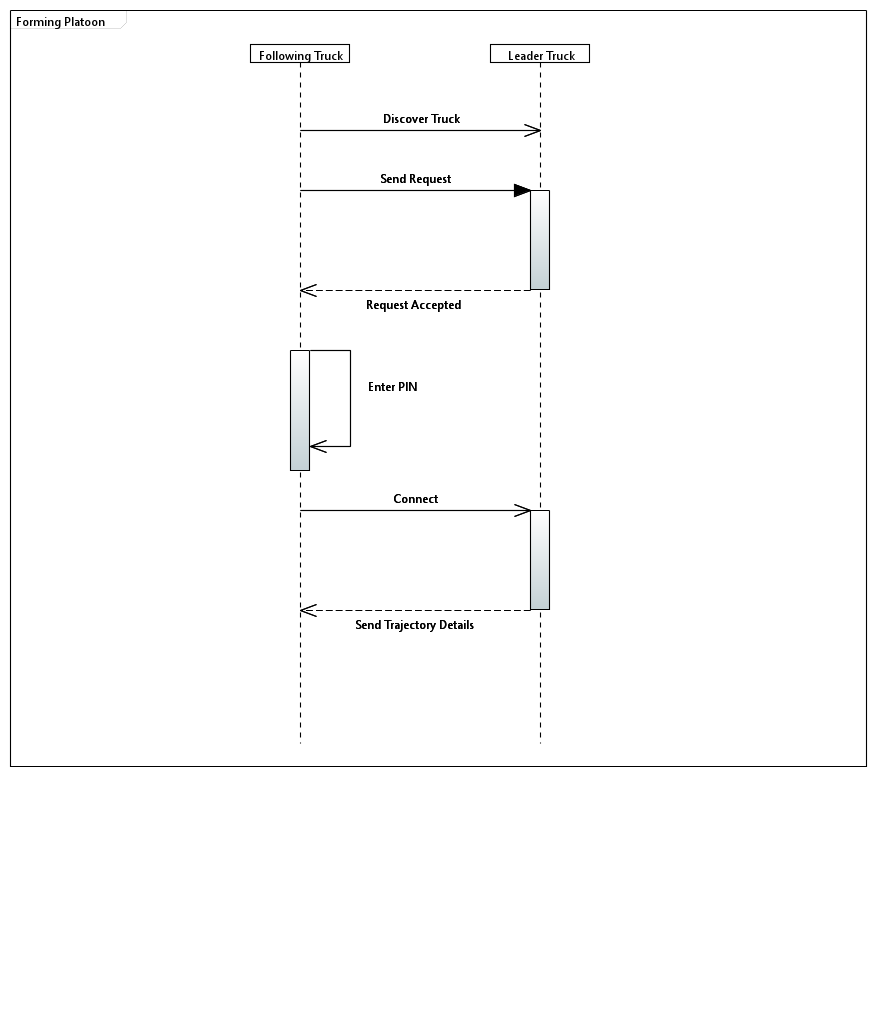 Forming Platoon
Following Truck
Leader Truck
Discover Truck
Send Request
Request Accepted
Enter PIN
Connect
Send Trajectory Details